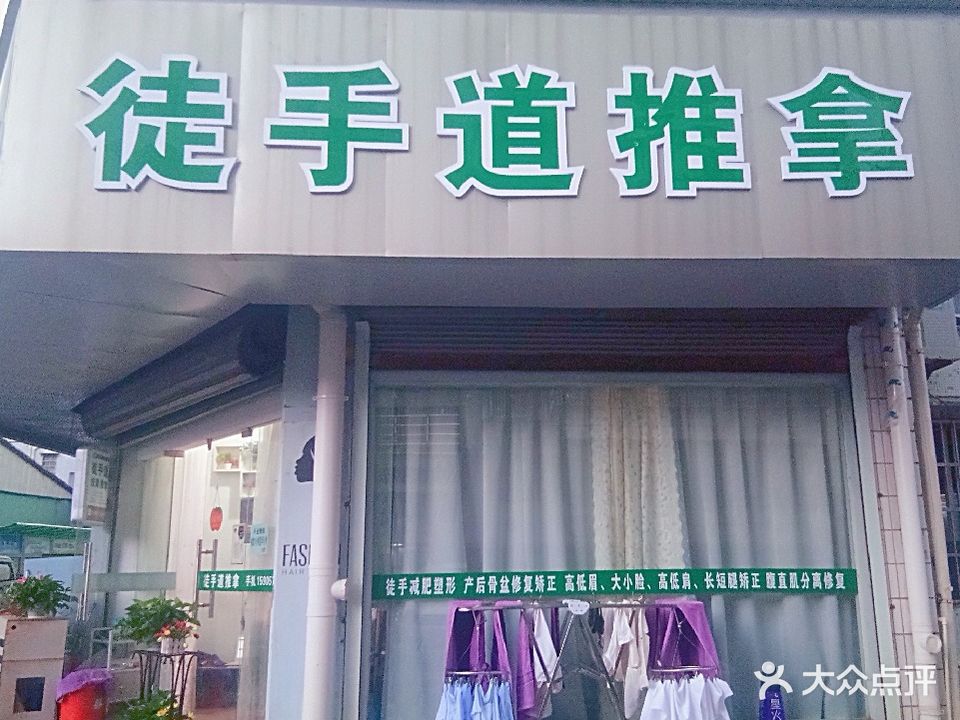 徒手道推拿
FAS
HAIR
徒手道推拿 手机15005
徒手减肥塑形 产后骨盆修复矫正 高低眉、大小脸、高低肩、长短腿矫正 腹直肌分离修复
大众点评